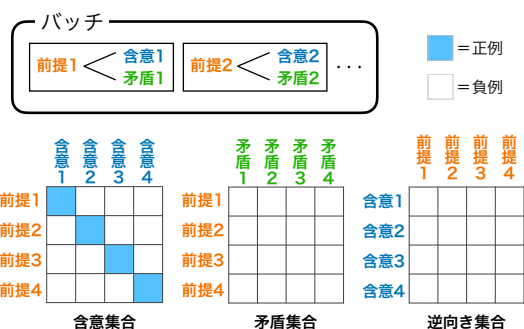 バッチ
前提1 含意1 矛盾1
前提2 含意2 矛盾2 ···
＝正例
＝負例
含意1 含意2 含意3 含意4
前提1
前提2
前提3
前提4
含意集合
矛盾1 矛盾2 矛盾3 矛盾4
前提1
前提2
前提3
前提4
矛盾集合
前提1 前提2 前提3 前提4
含意1
含意2
含意3
含意4
逆向き集合